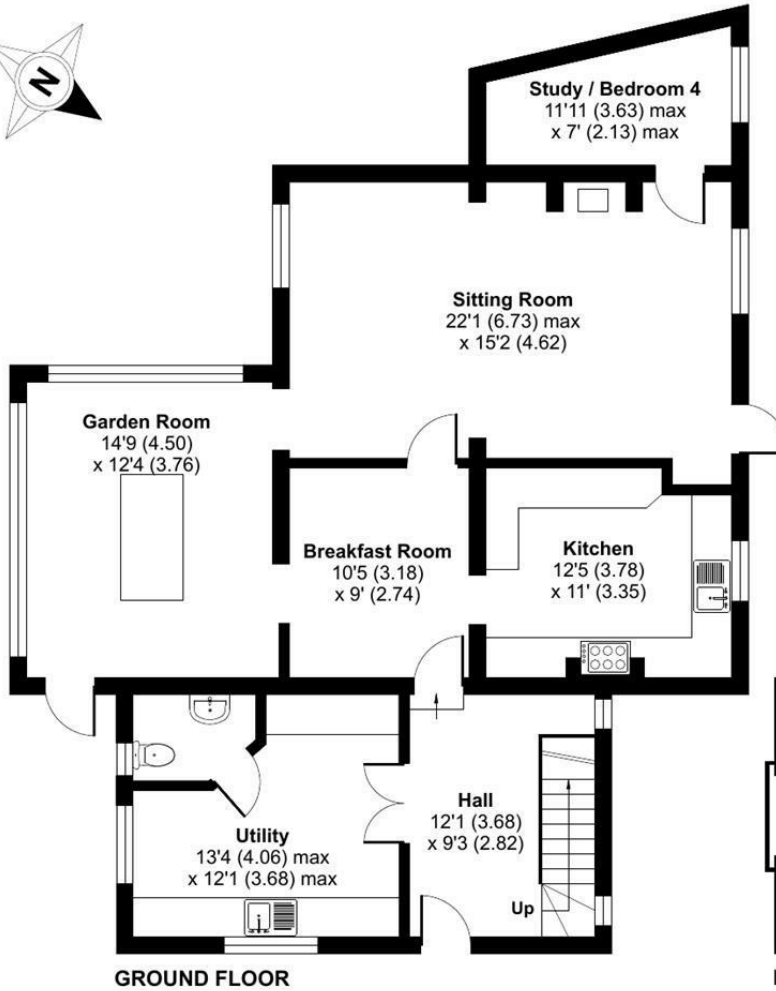 N
Study / Bedroom 4
11'11 (3.63) max
x 7' (2.13) max
Sitting Room
22'1 (6.73) max
x 15'2 (4.62)
Garden Room
14'9 (4.50)
x 12'4 (3.76)
Breakfast Room
10'5 (3.18)
x 9' (2.74)
Kitchen
12'5 (3.78)
x 11' (3.35)
Hall
12'1 (3.68)
x 9'3 (2.82)
Utility
13'4 (4.06) max
x 12'1 (3.68) max
Up
GROUND FLOOR